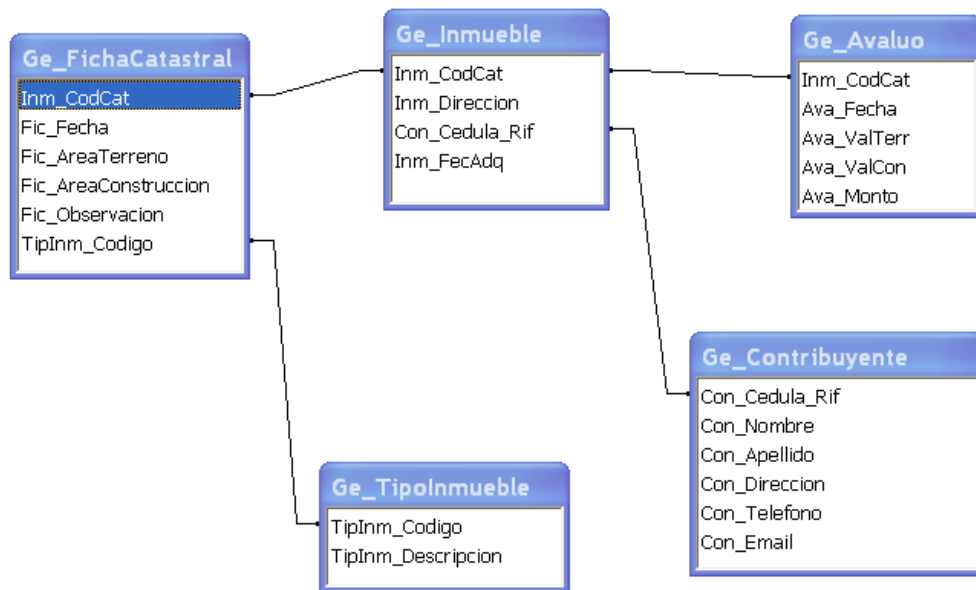 Ge_FichaCatastral
Inm_CodCat
Fic_Fecha
Fic_AreaTerreno
Fic_AreaConstruccion
Fic_Observacion
TipInm_Codigo
Ge_Inmueble
Inm_CodCat
Inm_Direccion
Con_Cedula_Rif
Inm_FecAdq
Ge_Avaluo
Inm_CodCat
Ava_Fecha
Ava_ValTerr
Ava_ValCon
Ava_Monto
Ge_TipoInmueble
TipInm_Codigo
TipInm_Descripcion
Ge_Contribuyente
Con_Cedula_Rif
Con_Nombre
Con_Apellido
Con_Direccion
Con_Telefono
Con_Email